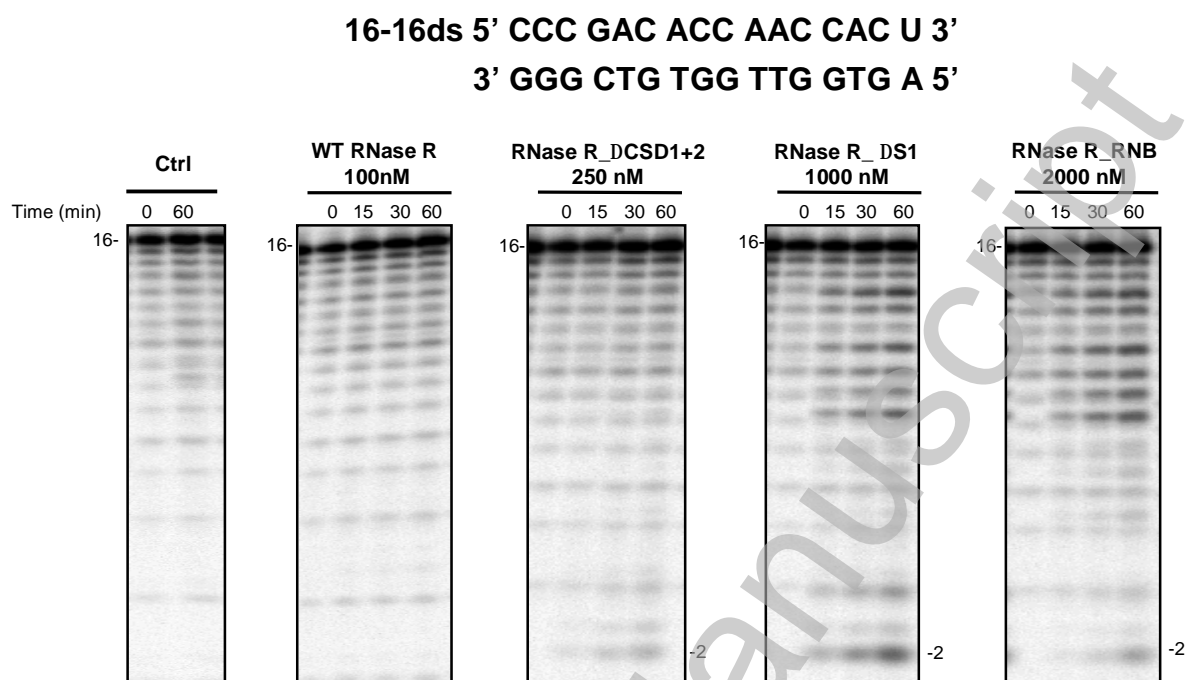 16-16ds 5’ CCC GAC ACC AAC CAC U 3’
3’ GGG CTG TGG TTG GTG A 5’
Ctrl
WT RNase R
100nM
RNase R_DCSD1+2
250 nM
RNase R_ DS1
1000 nM
RNase R_RNB
2000 nM
Time (min) 0 60 0 15 30 60 0 15 30 60 0 15 30 60 0 15 30 60
16- 16- 16- 16- 16-
-2 -2 -2
anuscript